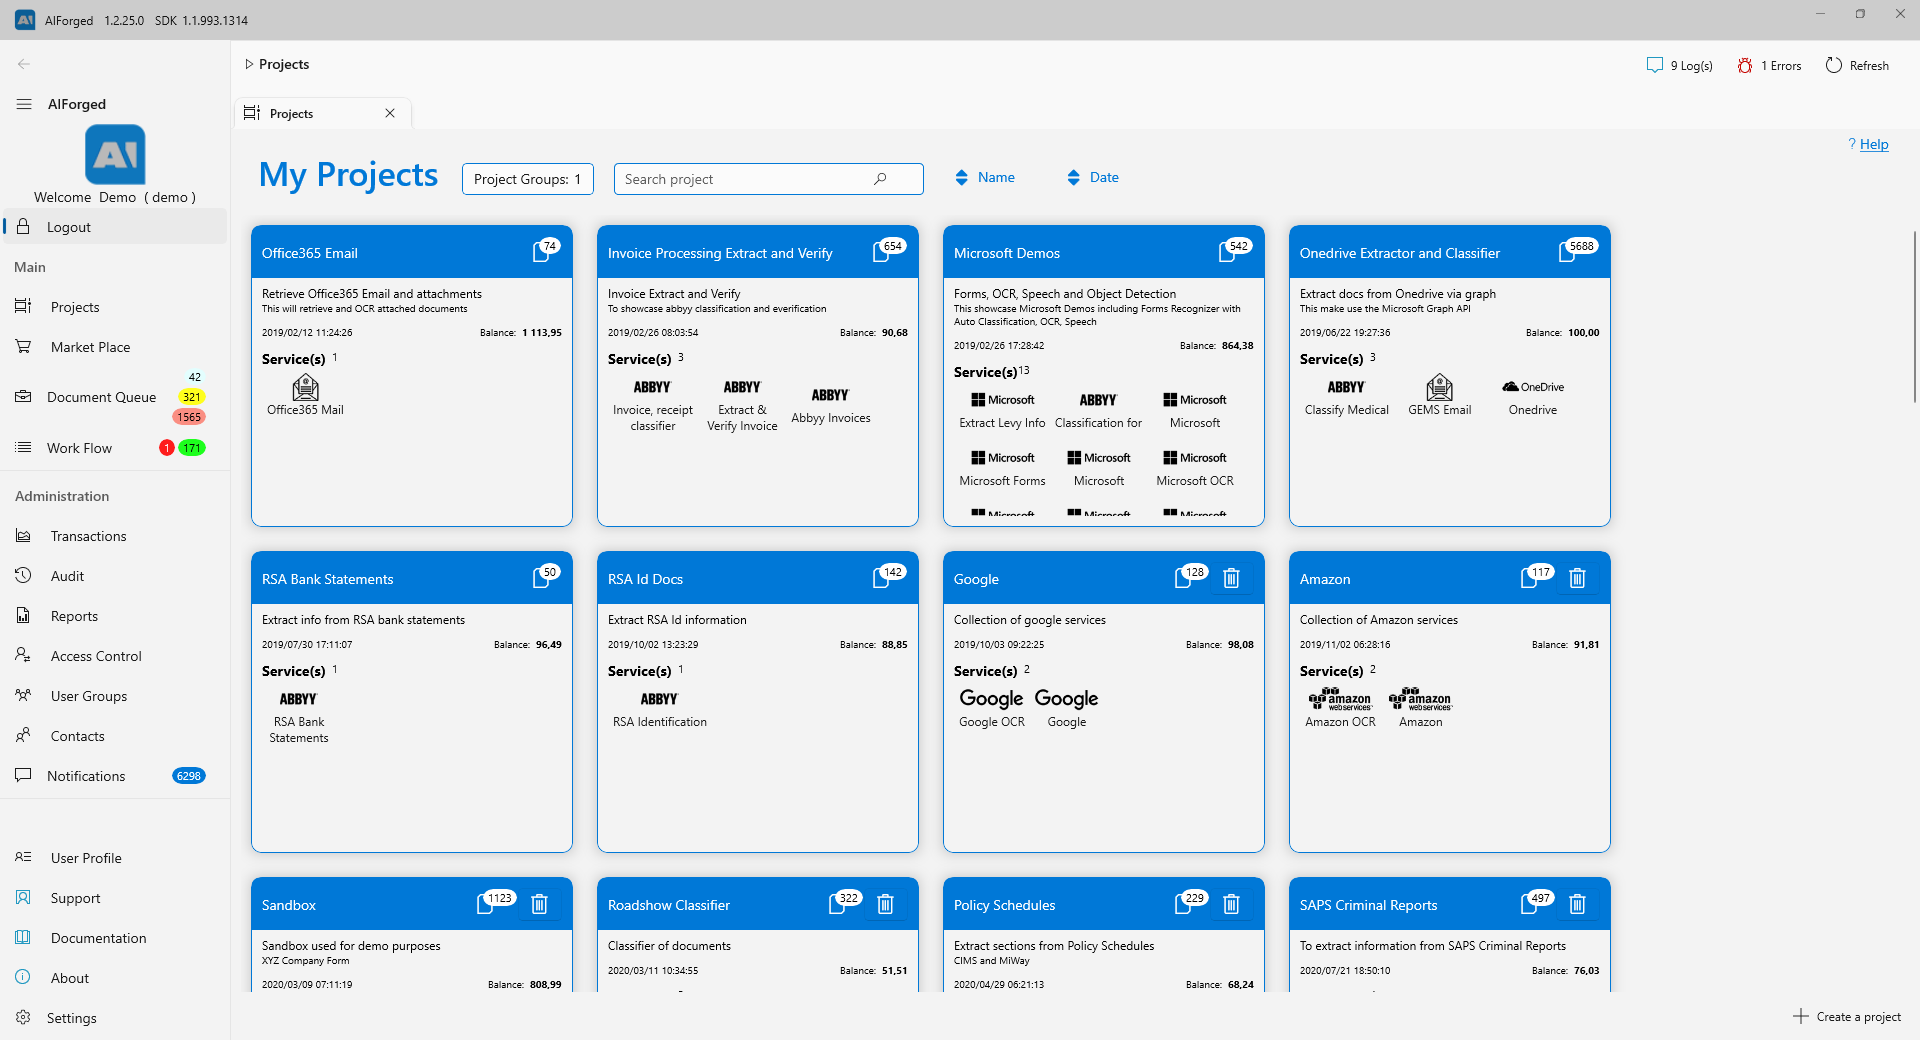 AIForged 1.2.25.0 SDK 1.1.993.1314
Projects
9 Log(s) 1 Errors Refresh
AIForged
AI
Welcome Demo ( demo )
Logout
Main
Projects
Market Place
Document Queue
42
321
1565
Work Flow 1 171
Administration
Transactions
Audit
Reports
Access Control
User Groups
Contacts
Notifications 6298
User Profile
Support
Documentation
About
Settings
Projects
? Help
My Projects
Project Groups: 1
Search project
Name
Date
Office365 Email 74
Retrieve Office365 Email and attachments
This will retrieve and OCR attached documents
2019/02/12 11:24:26 Balance: 1 113,95
Service(s) 1
Office365 Mail
Invoice Processing Extract and Verify 654
Invoice Extract and Verify
To showcase abbyy classification and everification
2019/02/26 08:03:54 Balance: 90,68
Service(s) 3
ABBYY ABBYY ABBYY
Invoice, receipt classifier
Extract & Verify Invoice
Abbyy Invoices
Microsoft Demos 542
Forms, OCR, Speech and Object Detection
This showcase Microsoft Demos including Forms Recognizer with
Auto Classification, OCR, Speech
2019/02/26 17:28:42 Balance: 864,38
Service(s) 13
Microsoft ABBYY Microsoft
Extract Levy Info Classification for Microsoft
Microsoft Microsoft Microsoft
Microsoft Forms Microsoft Microsoft OCR
Microsoft Microsoft Microsoft
Onedrive Extractor and Classifier 5688
Extract docs from Onedrive via graph
This make use the Microsoft Graph API
2019/06/22 19:27:36 Balance: 100,00
Service(s) 3
ABBYY OneDrive
Classify Medical GEMS Email Onedrive
RSA Bank Statements 50
Extract info from RSA bank statements
2019/07/30 17:11:07 Balance: 96,49
Service(s) 1
ABBYY
RSA Bank
Statements
RSA Id Docs 142
Extract RSA Id information
2019/10/02 13:23:29 Balance: 88,85
Service(s) 1
ABBYY
RSA Identification
Google 128
Collection of google services
2019/10/03 09:22:25 Balance: 98,08
Service(s) 2
Google Google
Google OCR Google
Amazon 117
Collection of Amazon services
2019/11/02 06:28:16 Balance: 91,81
Service(s) 2
amazon webservices amazon webservices
Amazon OCR Amazon
Sandbox 1123
Sandbox used for demo purposes
XYZ Company Form
2020/03/09 07:11:19 Balance: 808,99
Roadshow Classifier 322
Classifier of documents
2020/03/11 10:34:55 Balance: 51,51
Policy Schedules 229
Extract sections from Policy Schedules
CIMS and MiWay
2020/04/29 06:21:13 Balance: 68,24
SAPS Criminal Reports 497
To extract information from SAPS Criminal Reports
2020/07/21 18:50:10 Balance: 76,03
Create a project